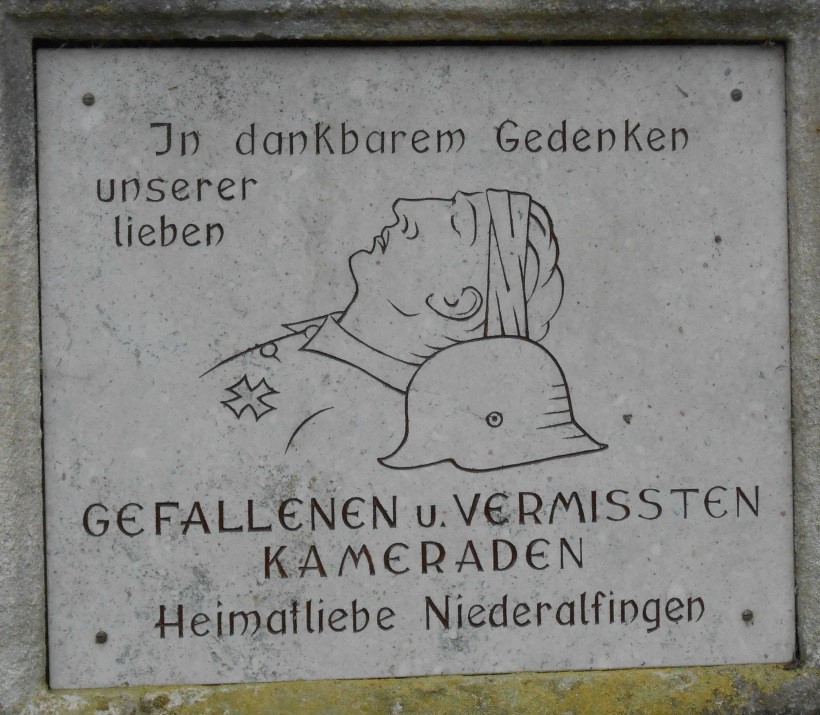 In dankbarem Gedenken
unserer
lieben
GEFALLENEN u. VERMISSTEN
KAMERADEN
Heimatliebe Niederalfingen